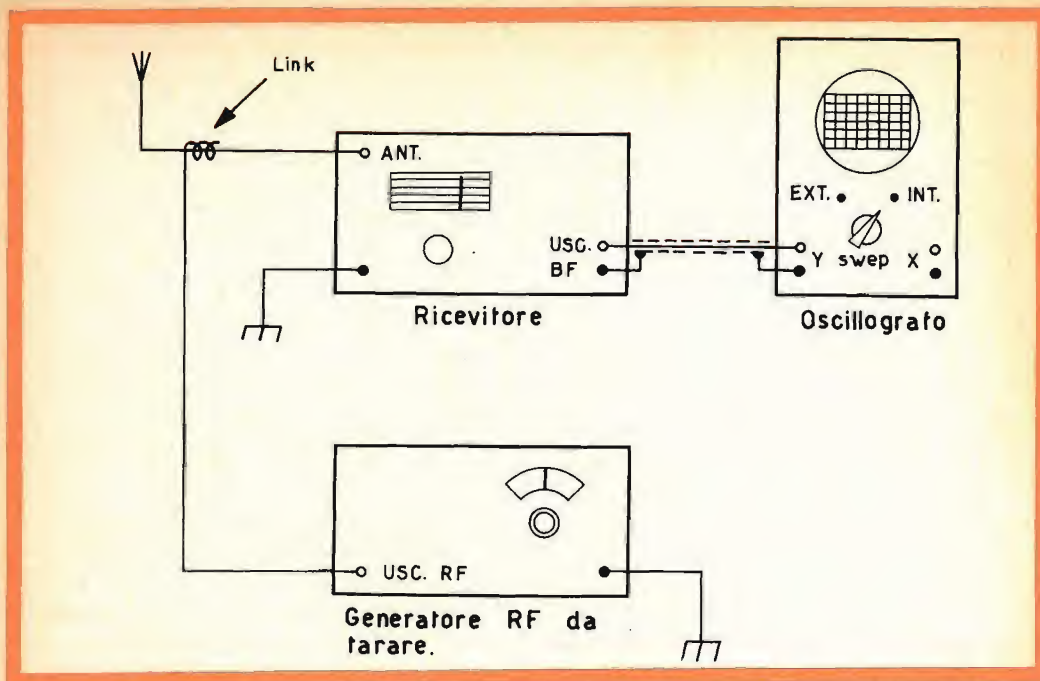 Link
ANT.
EXT.
INT.
USC.
BF
Y swep X
Ricevitore
Oscillografo
USC. RF
Generatore RF da
tarare.